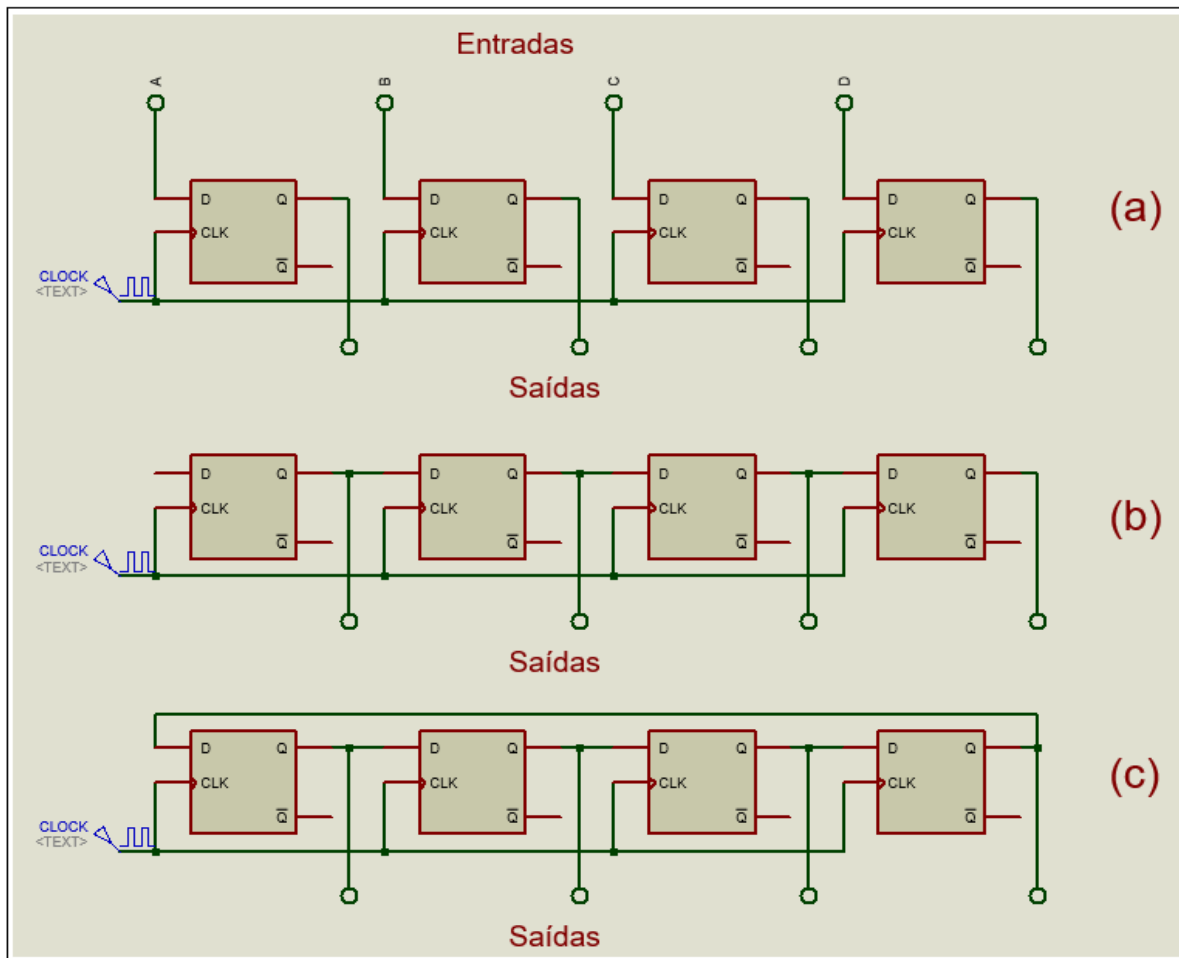 Entradas
A B C D
D Q D Q D Q D Q
(a)
CLK CLK CLK CLK
Q Q Q Q
CLOCK
<TEXT>
Saídas
D Q D Q D Q D Q
CLK CLK CLK CLK
(b)
Q Q Q Q
CLOCK
<TEXT>
Saídas
D Q D Q D Q D Q
CLK CLK CLK CLK
(c)
Q Q Q Q
CLOCK
<TEXT>
Saídas